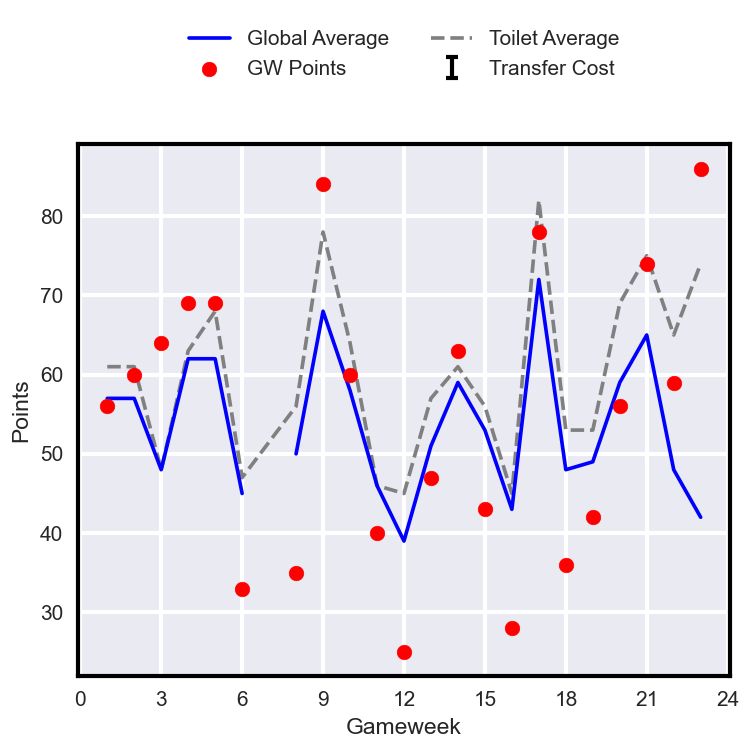 Global Average
Toilet Average
GW Points
Transfer Cost
80
70
60
50
40
30
Points
0 3 6 9 12 15 18 21 24
Gameweek